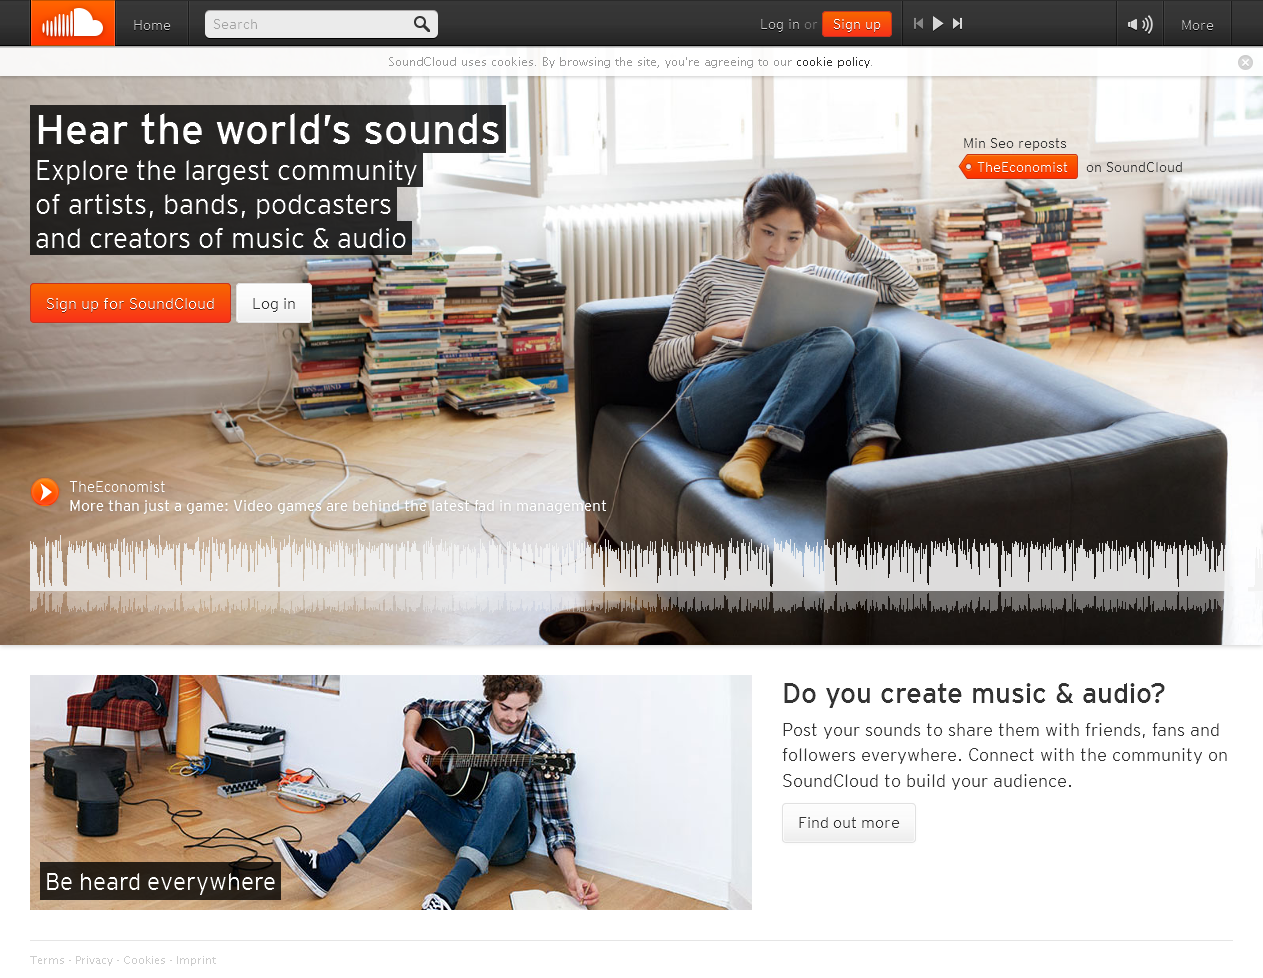 Home
Search
Log in or Sign up
More
SoundCloud uses cookies. By browsing the site, you're agreeing to our cookie policy.
Hear the world's sounds
Explore the largest community
of artists, bands, podcasters
and creators of music & audio
Min Seo reposts
TheEconomist on SoundCloud
Sign up for SoundCloud
Log in
TheEconomist
More than just a game: Video games are behind the latest fad in management
Be heard everywhere
Do you create music & audio?
Post your sounds to share them with friends, fans and
followers everywhere. Connect with the community on
SoundCloud to build your audience.
Find out more
Terms - Privacy - Cookies - Imprint